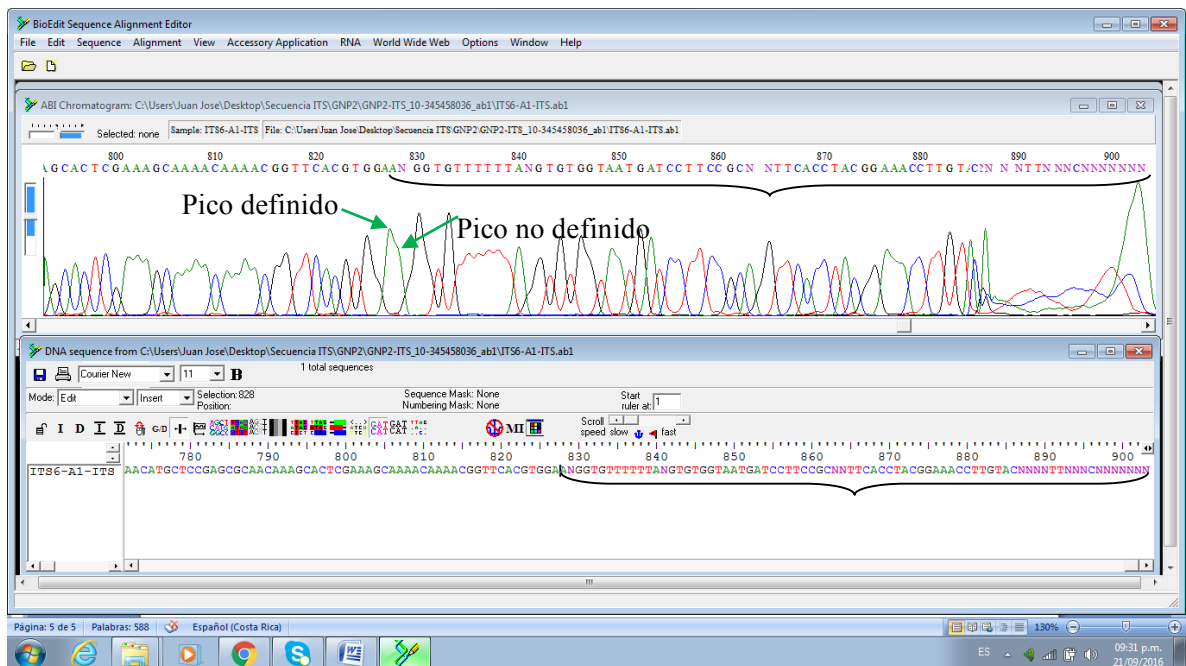 BioEdit Sequence Alignment Editor
File Edit Sequence Alignment View Accessory Application RNA World Wide Web Options Window Help
ABI Chromatogram: C:\Users\Juan Jose\Desktop\Secuencia ITS\GNP2\GNP2-ITS_10-345458036_ab1\ITS6-A1-ITS.ab1
Selected: none Sample: ITS6-A1-ITS File: C:\Users\Juan Jose\Desktop\Secuencia ITS\GNP2\GNP2-ITS_10-345458036_ab1\ITS6-A1-ITS.ab1
800 810 820 830 840 850 860 870 880 890 900
AGCACTCGAAAGCAAAACAAAACGGTTCACGTGGAAN GGTGTTTTTTANGTGTGGTAATGATCCTTCCGCN NTTCACCTACGGAAACCTTGTACNN N NTTNNNCNNNNNNN
Pico definido
Pico no definido
DNA sequence from C:\Users\Juan Jose\Desktop\Secuencia ITS\GNP2\GNP2-ITS_10-345458036_ab1\ITS6-A1-ITS.ab1
Courier New 11 B 1 total sequences
Mode: Edit Insert Selection: 828 Sequence Mask: None Start
Position: Numbering Mask: None ruler at: 1
I D I D G/D MI Scroll
speed slow fast
780 790 800 810 820 830 840 850 860 870 880 890 900
ITS6-A1-ITS AACATGCTCCGAGCGCAACAAAGCACTCGAAAGCAAAACAAAACGGTTCACGTGGAANGGTGTTTTTTANGTGTGGTAATGATCCTTCCGCNNTTCACCTACGGAAACCTTGTACNNNNTTNNNCNNNNNNN
Página: 5 de 5 Palabras: 588 Español (Costa Rica) 130%
ES 09:31 p.m.
21/09/2016